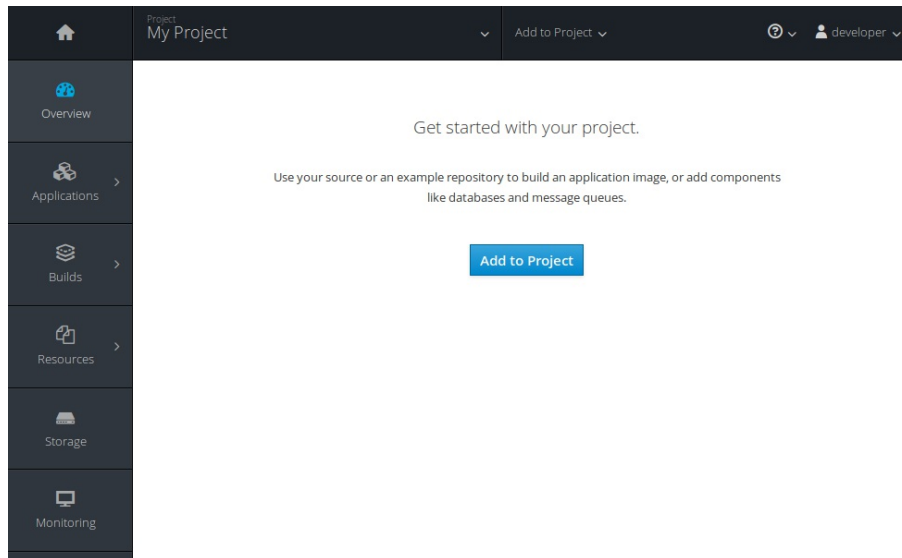 Project
My Project
Add to Project
developer
Overview
Applications
Builds
Resources
Storage
Monitoring
Get started with your project.
Use your source or an example repository to build an application image, or add components
like databases and message queues.
Add to Project